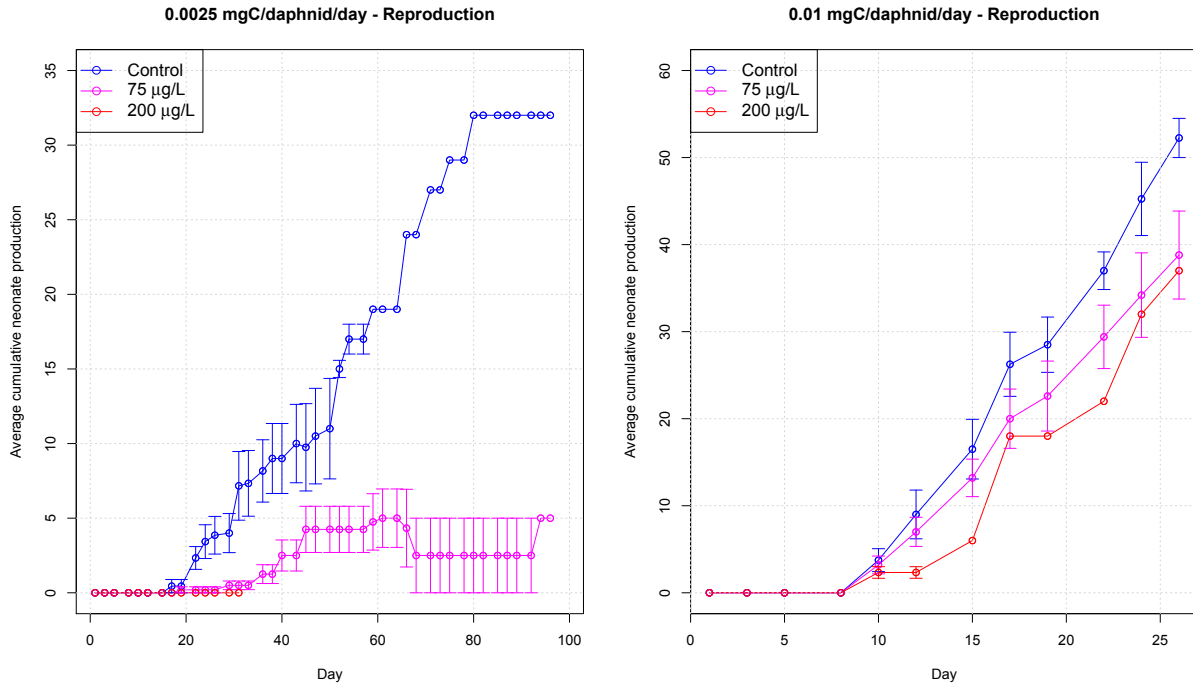 0.0025 mgC/daphnid/day - Reproduction
Average cumulative neonate production
35
30
25
20
15
10
5
0
Control
75 μg/L
200 μg/L
0 20 40 60 80 100
Day
0.01 mgC/daphnid/day - Reproduction
Average cumulative neonate production
60
50
40
30
20
10
0
Control
75 μg/L
200 μg/L
0 5 10 15 20 25
Day